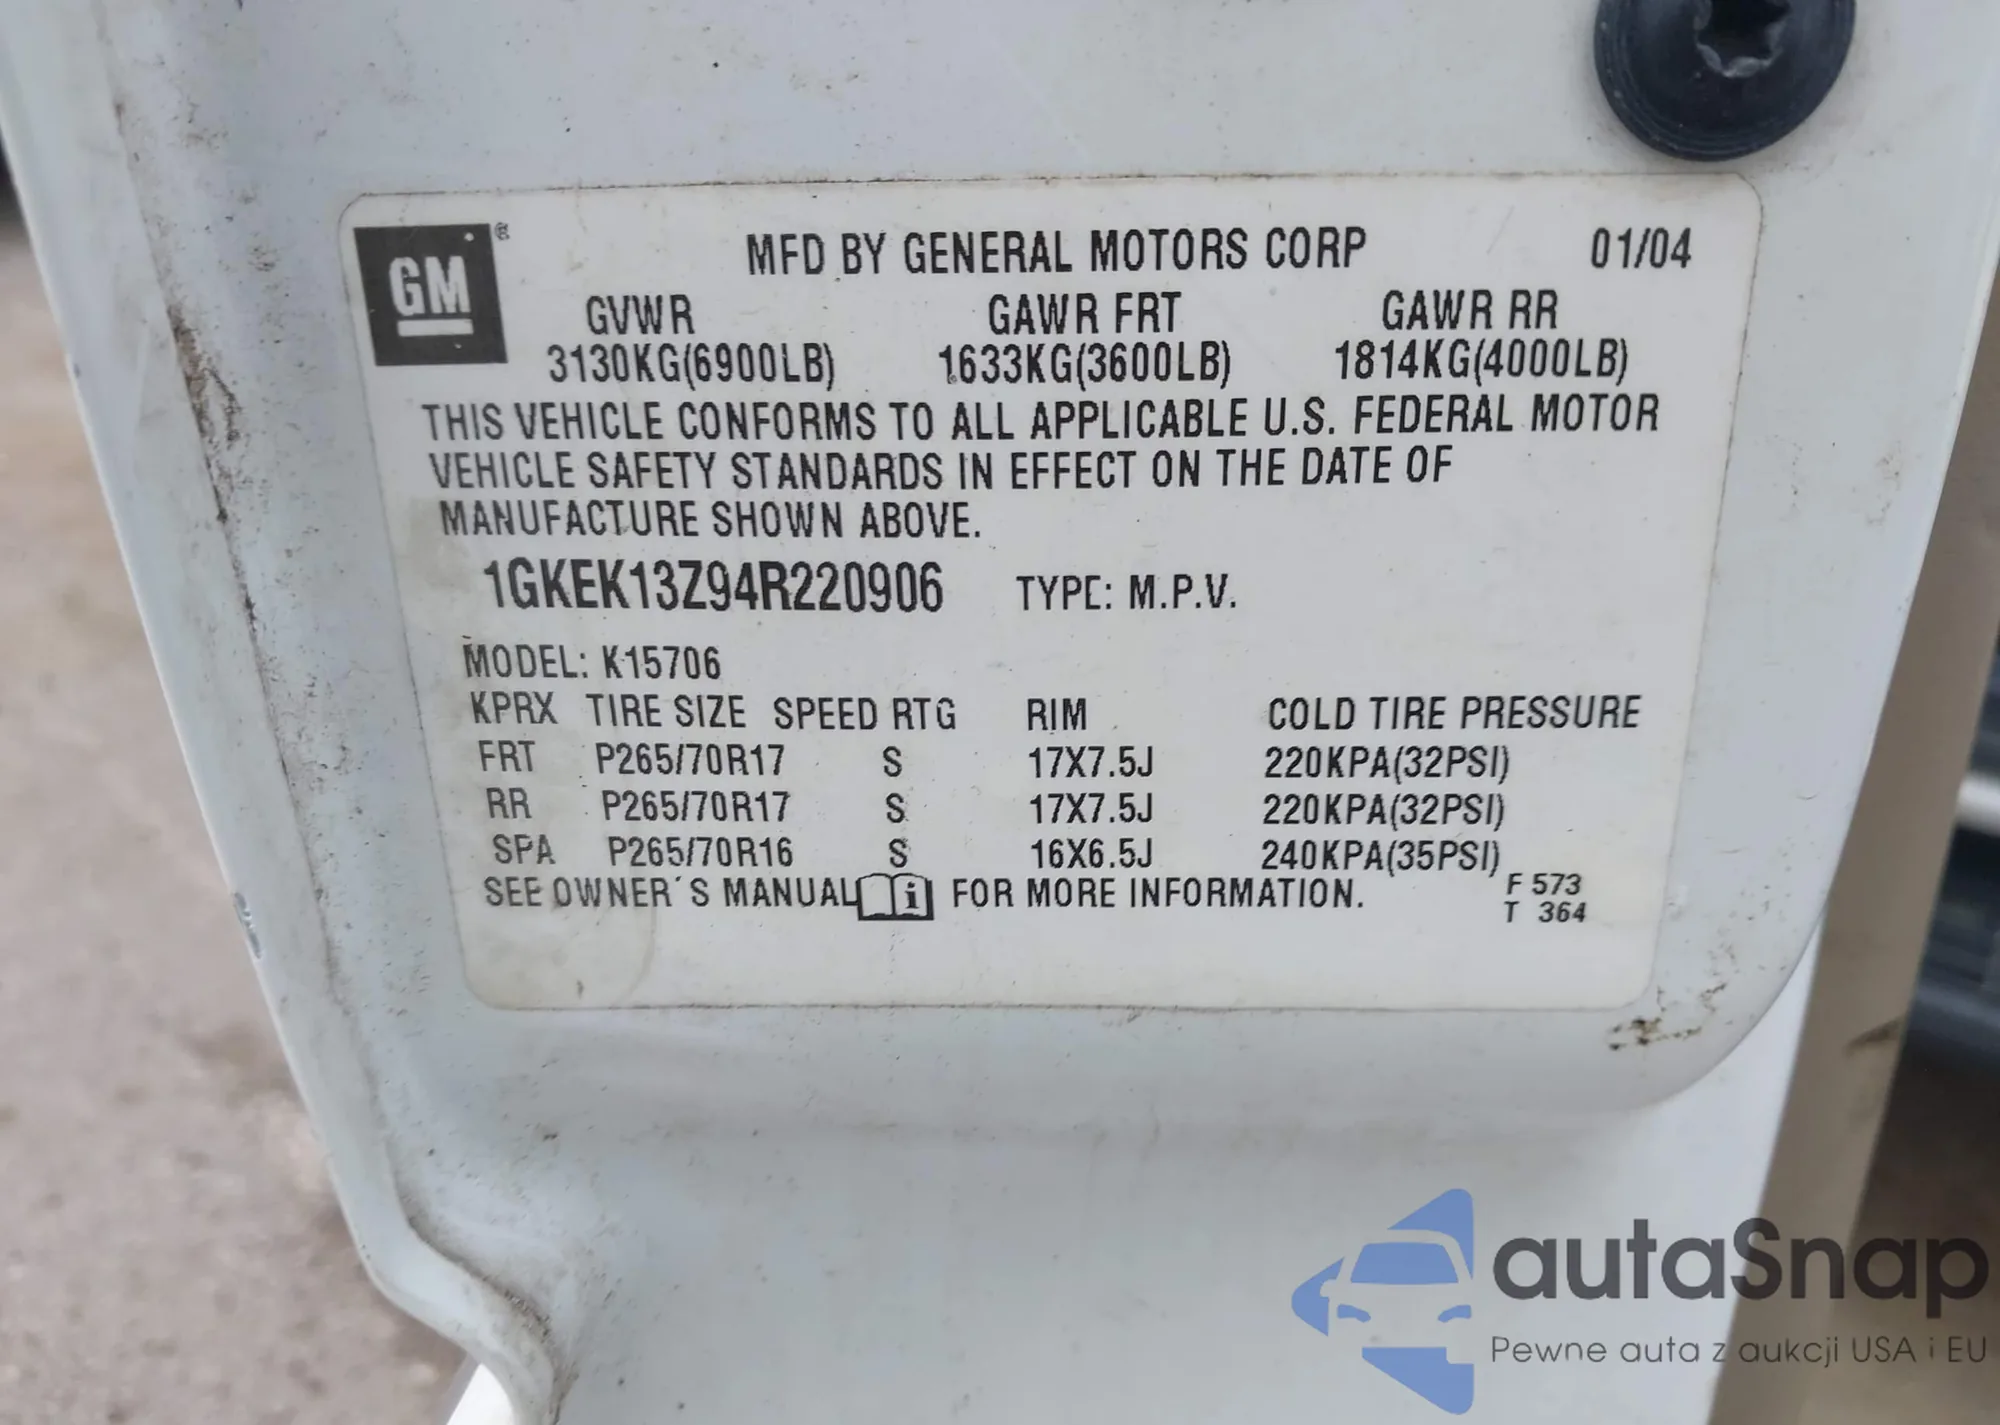 GM ®
MFD BY GENERAL MOTORS CORP 01/04
GVWR GAWR FRT GAWR RR
3130KG(6900LB) 1633KG(3600LB) 1814KG(4000LB)
THIS VEHICLE CONFORMS TO ALL APPLICABLE U.S. FEDERAL MOTOR
VEHICLE SAFETY STANDARDS IN EFFECT ON THE DATE OF
MANUFACTURE SHOWN ABOVE.
1GKEK13Z94R220906 TYPE: M.P.V.
MODEL: K15706
KPRX TIRE SIZE SPEED RTG RIM COLD TIRE PRESSURE
FRT P265/70R17 S 17X7.5J 220KPA(32PSI)
RR P265/70R17 S 17X7.5J 220KPA(32PSI)
SPA P265/70R16 S 16X6.5J 240KPA(35PSI)
SEE OWNER'S MANUAL i FOR MORE INFORMATION.
F 573
T 364
autaSnap
Pewne auta z aukcji USA i EU